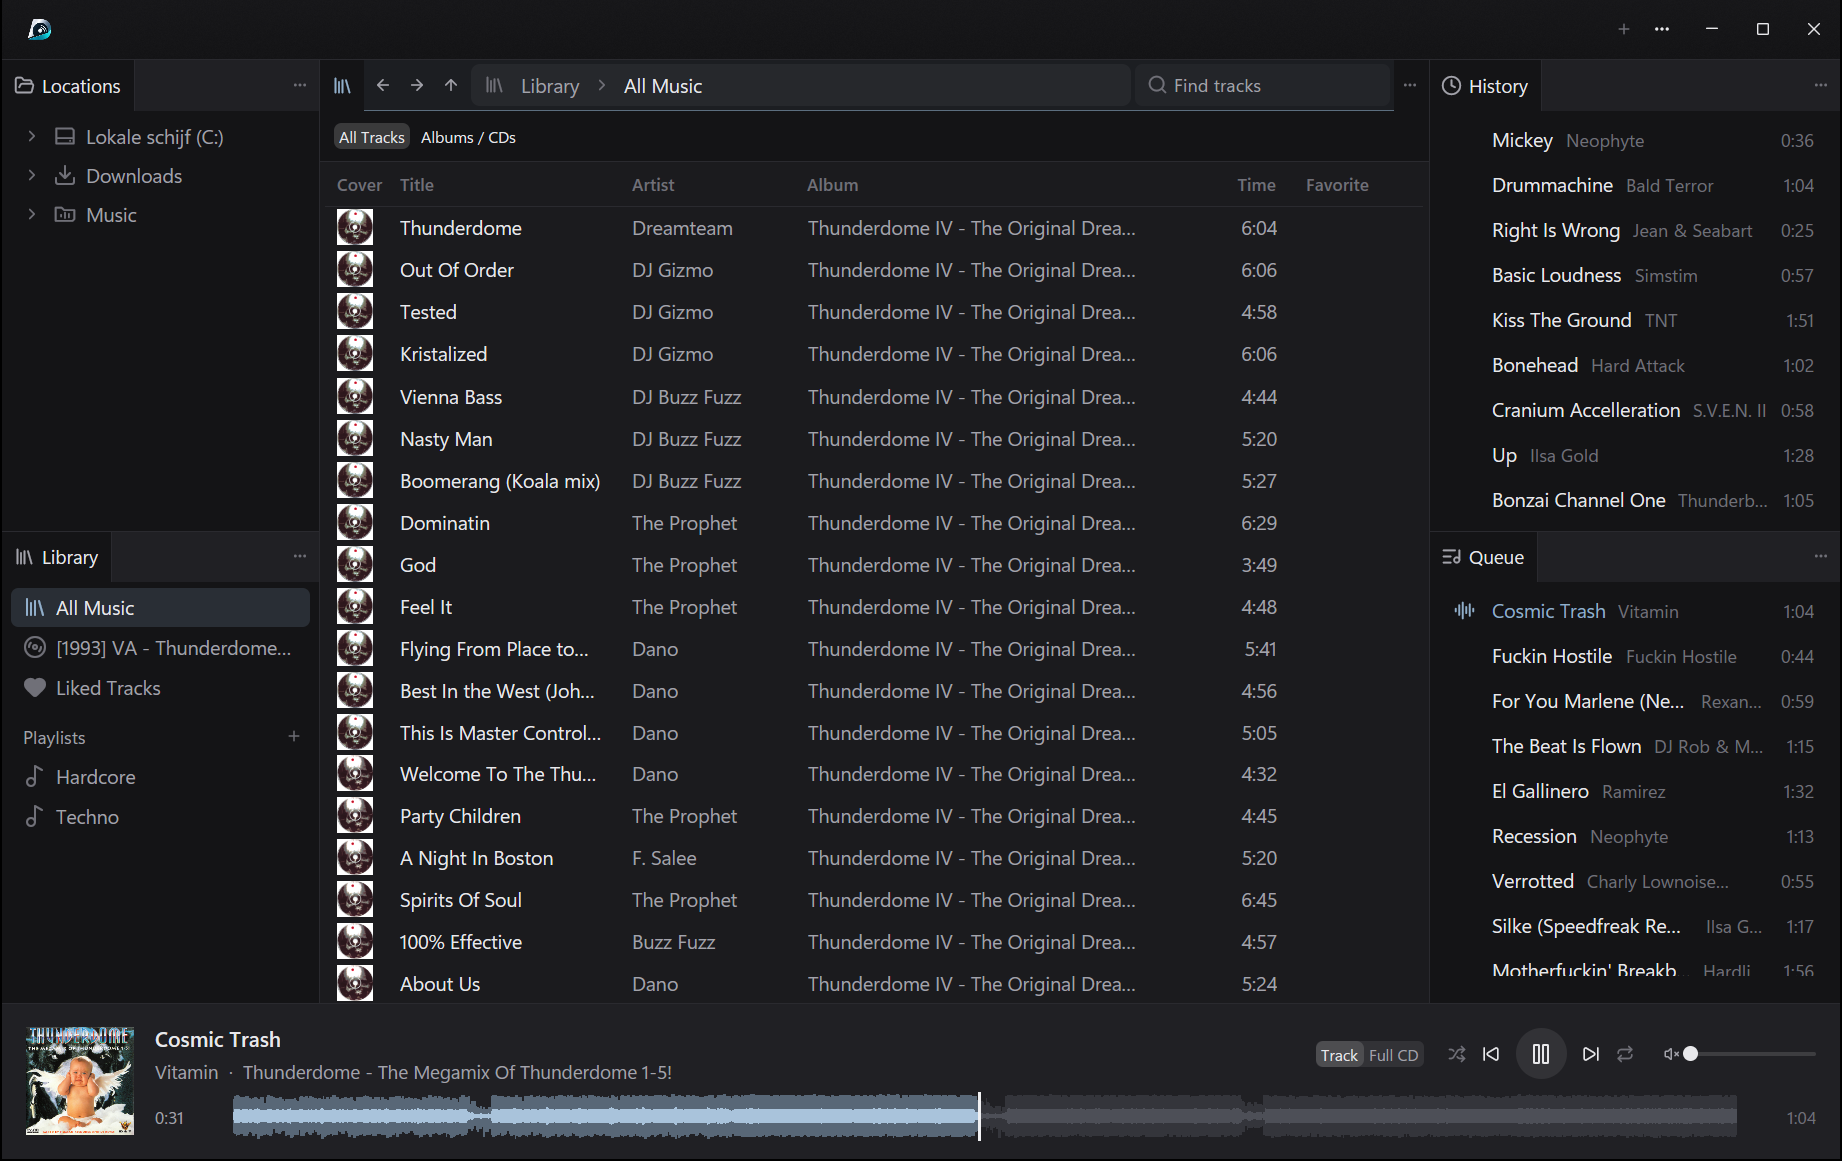 Locations
Lokale schijf (C:)
Downloads
Music
Library
All Music
[1993] VA - Thunderdome...
Liked Tracks
Playlists
Hardcore
Techno
Library > All Music
Find tracks
All Tracks Albums / CDs
Cover Title Artist Album Time Favorite
Thunderdome Dreamteam Thunderdome IV - The Original Drea... 6:04
Out Of Order DJ Gizmo Thunderdome IV - The Original Drea... 6:06
Tested DJ Gizmo Thunderdome IV - The Original Drea... 4:58
Kristalized DJ Gizmo Thunderdome IV - The Original Drea... 6:06
Vienna Bass DJ Buzz Fuzz Thunderdome IV - The Original Drea... 4:44
Nasty Man DJ Buzz Fuzz Thunderdome IV - The Original Drea... 5:20
Boomerang (Koala mix) DJ Buzz Fuzz Thunderdome IV - The Original Drea... 5:27
Dominatin The Prophet Thunderdome IV - The Original Drea... 6:29
God The Prophet Thunderdome IV - The Original Drea... 3:49
Feel It The Prophet Thunderdome IV - The Original Drea... 4:48
Flying From Place to... Dano Thunderdome IV - The Original Drea... 5:41
Best In the West (Joh... Dano Thunderdome IV - The Original Drea... 4:56
This Is Master Control... Dano Thunderdome IV - The Original Drea... 5:05
Welcome To The Thu... Dano Thunderdome IV - The Original Drea... 4:32
Party Children The Prophet Thunderdome IV - The Original Drea... 4:45
A Night In Boston F. Salee Thunderdome IV - The Original Drea... 5:20
Spirits Of Soul The Prophet Thunderdome IV - The Original Drea... 6:45
100% Effective Buzz Fuzz Thunderdome IV - The Original Drea... 4:57
About Us Dano Thunderdome IV - The Original Drea... 5:24
History
Mickey Neophyte 0:36
Drummachine Bald Terror 1:04
Right Is Wrong Jean & Seabart 0:25
Basic Loudness Simstim 0:57
Kiss The Ground TNT 1:51
Bonehead Hard Attack 1:02
Cranium Accelleration S.V.E.N. II 0:58
Up Ilsa Gold 1:28
Bonzai Channel One Thunderb... 1:05
Queue
Cosmic Trash Vitamin 1:04
Fuckin Hostile Fuckin Hostile 0:44
For You Marlene (Ne... Rexan... 0:59
The Beat Is Flown DJ Rob & M... 1:15
El Gallinero Ramirez 1:32
Recession Neophyte 1:13
Verrotted Charly Lownoise... 0:55
Silke (Speedfreak Re... Ilsa G... 1:17
Motherfuckin' Breakb... Hardli... 1:56
THUNDERDOME
THE MEGAMIX OF THUNDERDOME 1-5!
Cosmic Trash
Vitamin · Thunderdome - The Megamix Of Thunderdome 1-5!
Track Full CD
0:31
1:04